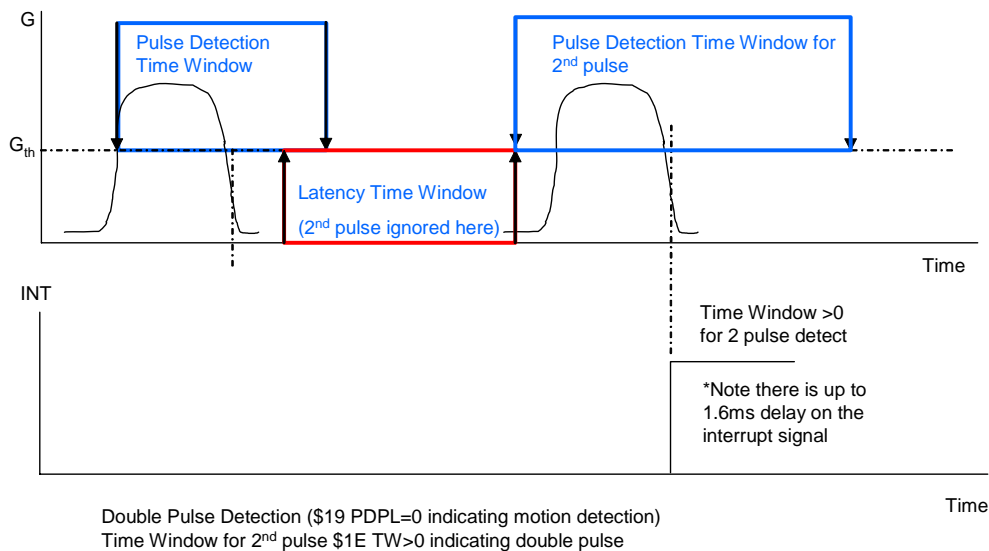 G
Pulse Detection
Time Window
Pulse Detection Time Window for
2nd pulse
Gth
Latency Time Window
(2nd pulse ignored here)
Time
INT
Time Window >0
for 2 pulse detect
*Note there is up to
1.6ms delay on the
interrupt signal
Time
Double Pulse Detection ($19 PDPL=0 indicating motion detection)
Time Window for 2nd pulse $1E TW>0 indicating double pulse